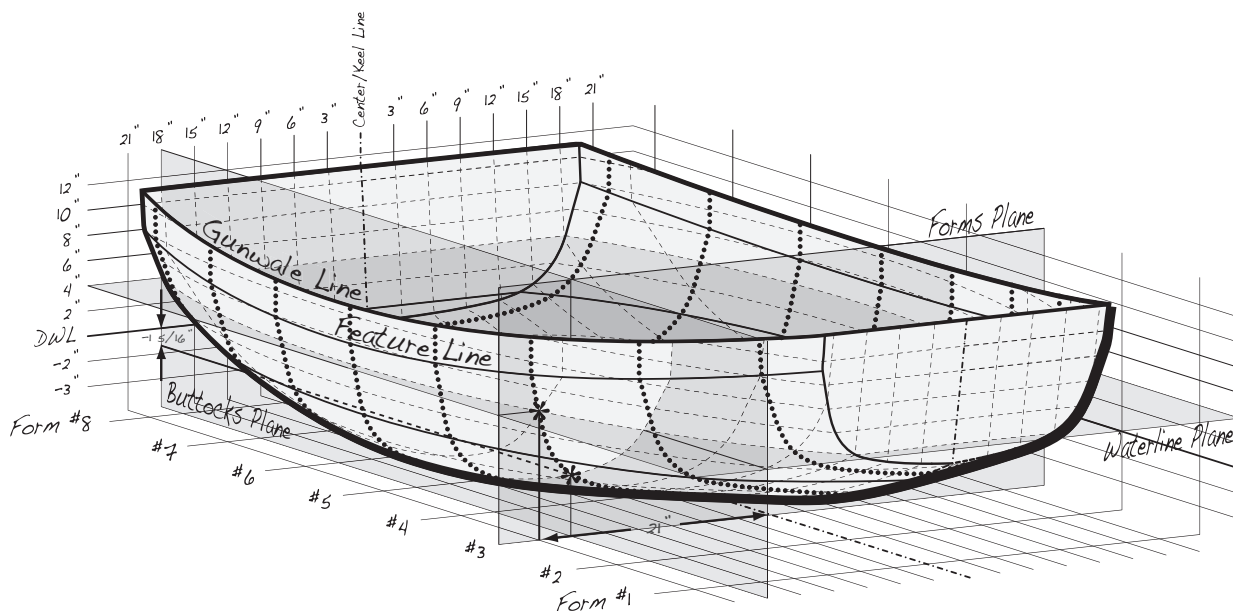 Center/Keel Line
21" 18" 15" 12" 9" 6" 3" 3" 6" 9" 12" 15" 18" 21"
12"
10"
8"
6"
4"
2"
DWL
-2"
-3"
-1 5/16"
Gunwale Line
Feature Line
Forms Plane
Buttocks Plane
Waterline Plane
21"
Form #8
#7
#6
#5
#4
#3
#2
Form #1